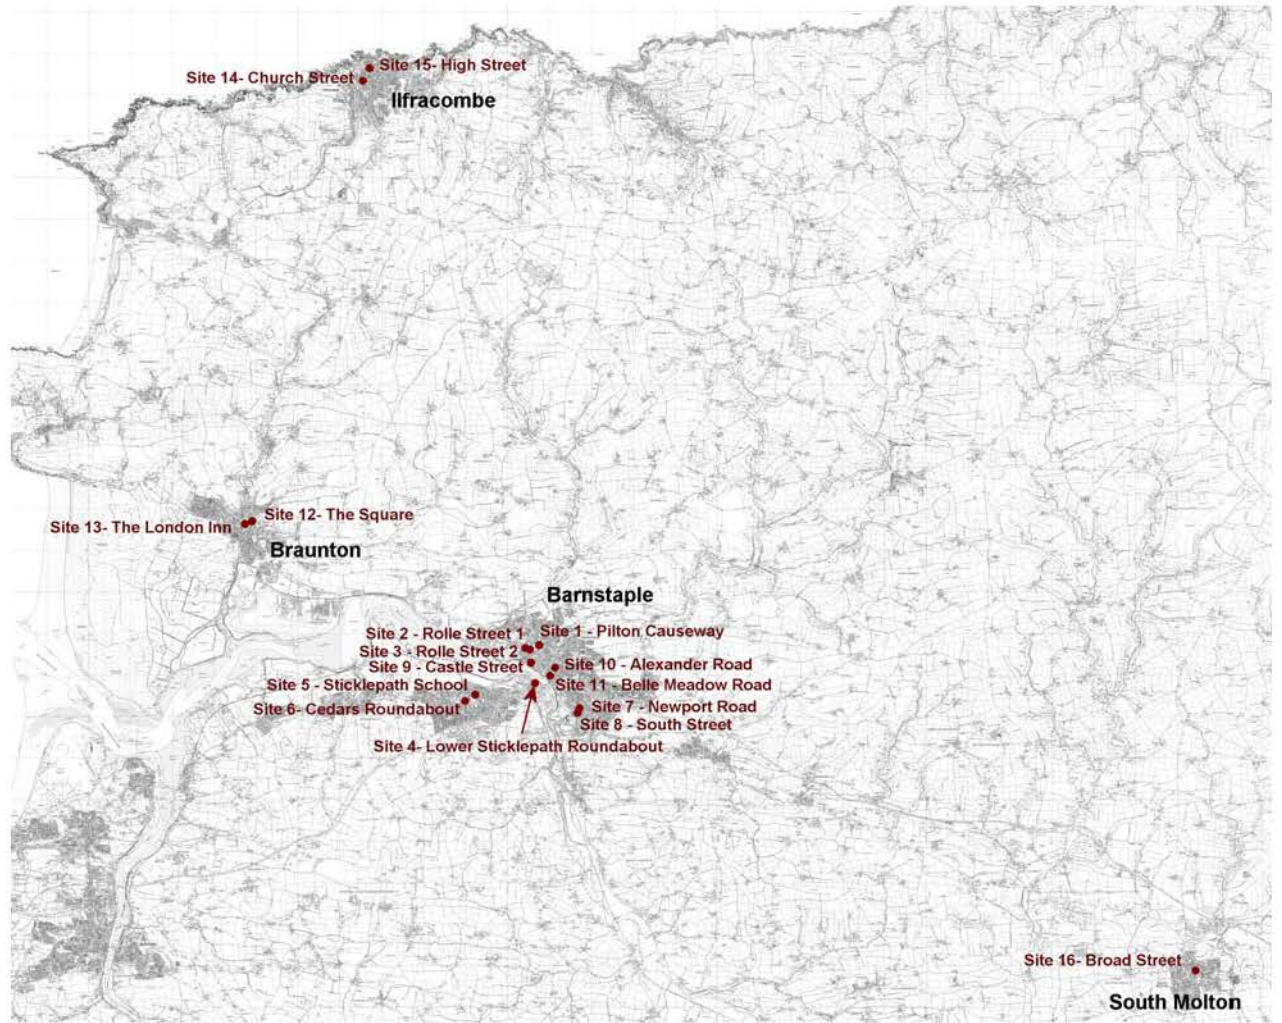 Site 15- High Street
Site 14- Church Street
Ilfracombe
Site 12- The Square
Site 13- The London Inn
Braunton
Barnstaple
Site 2 - Rolle Street 1
Site 1 - Pilton Causeway
Site 3 - Rolle Street 2
Site 9 - Castle Street
Site 10 - Alexander Road
Site 5 - Sticklepath School
Site 11 - Belle Meadow Road
Site 6- Cedars Roundabout
Site 7 - Newport Road
Site 8 - South Street
Site 4- Lower Sticklepath Roundabout
Site 16- Broad Street
South Molton